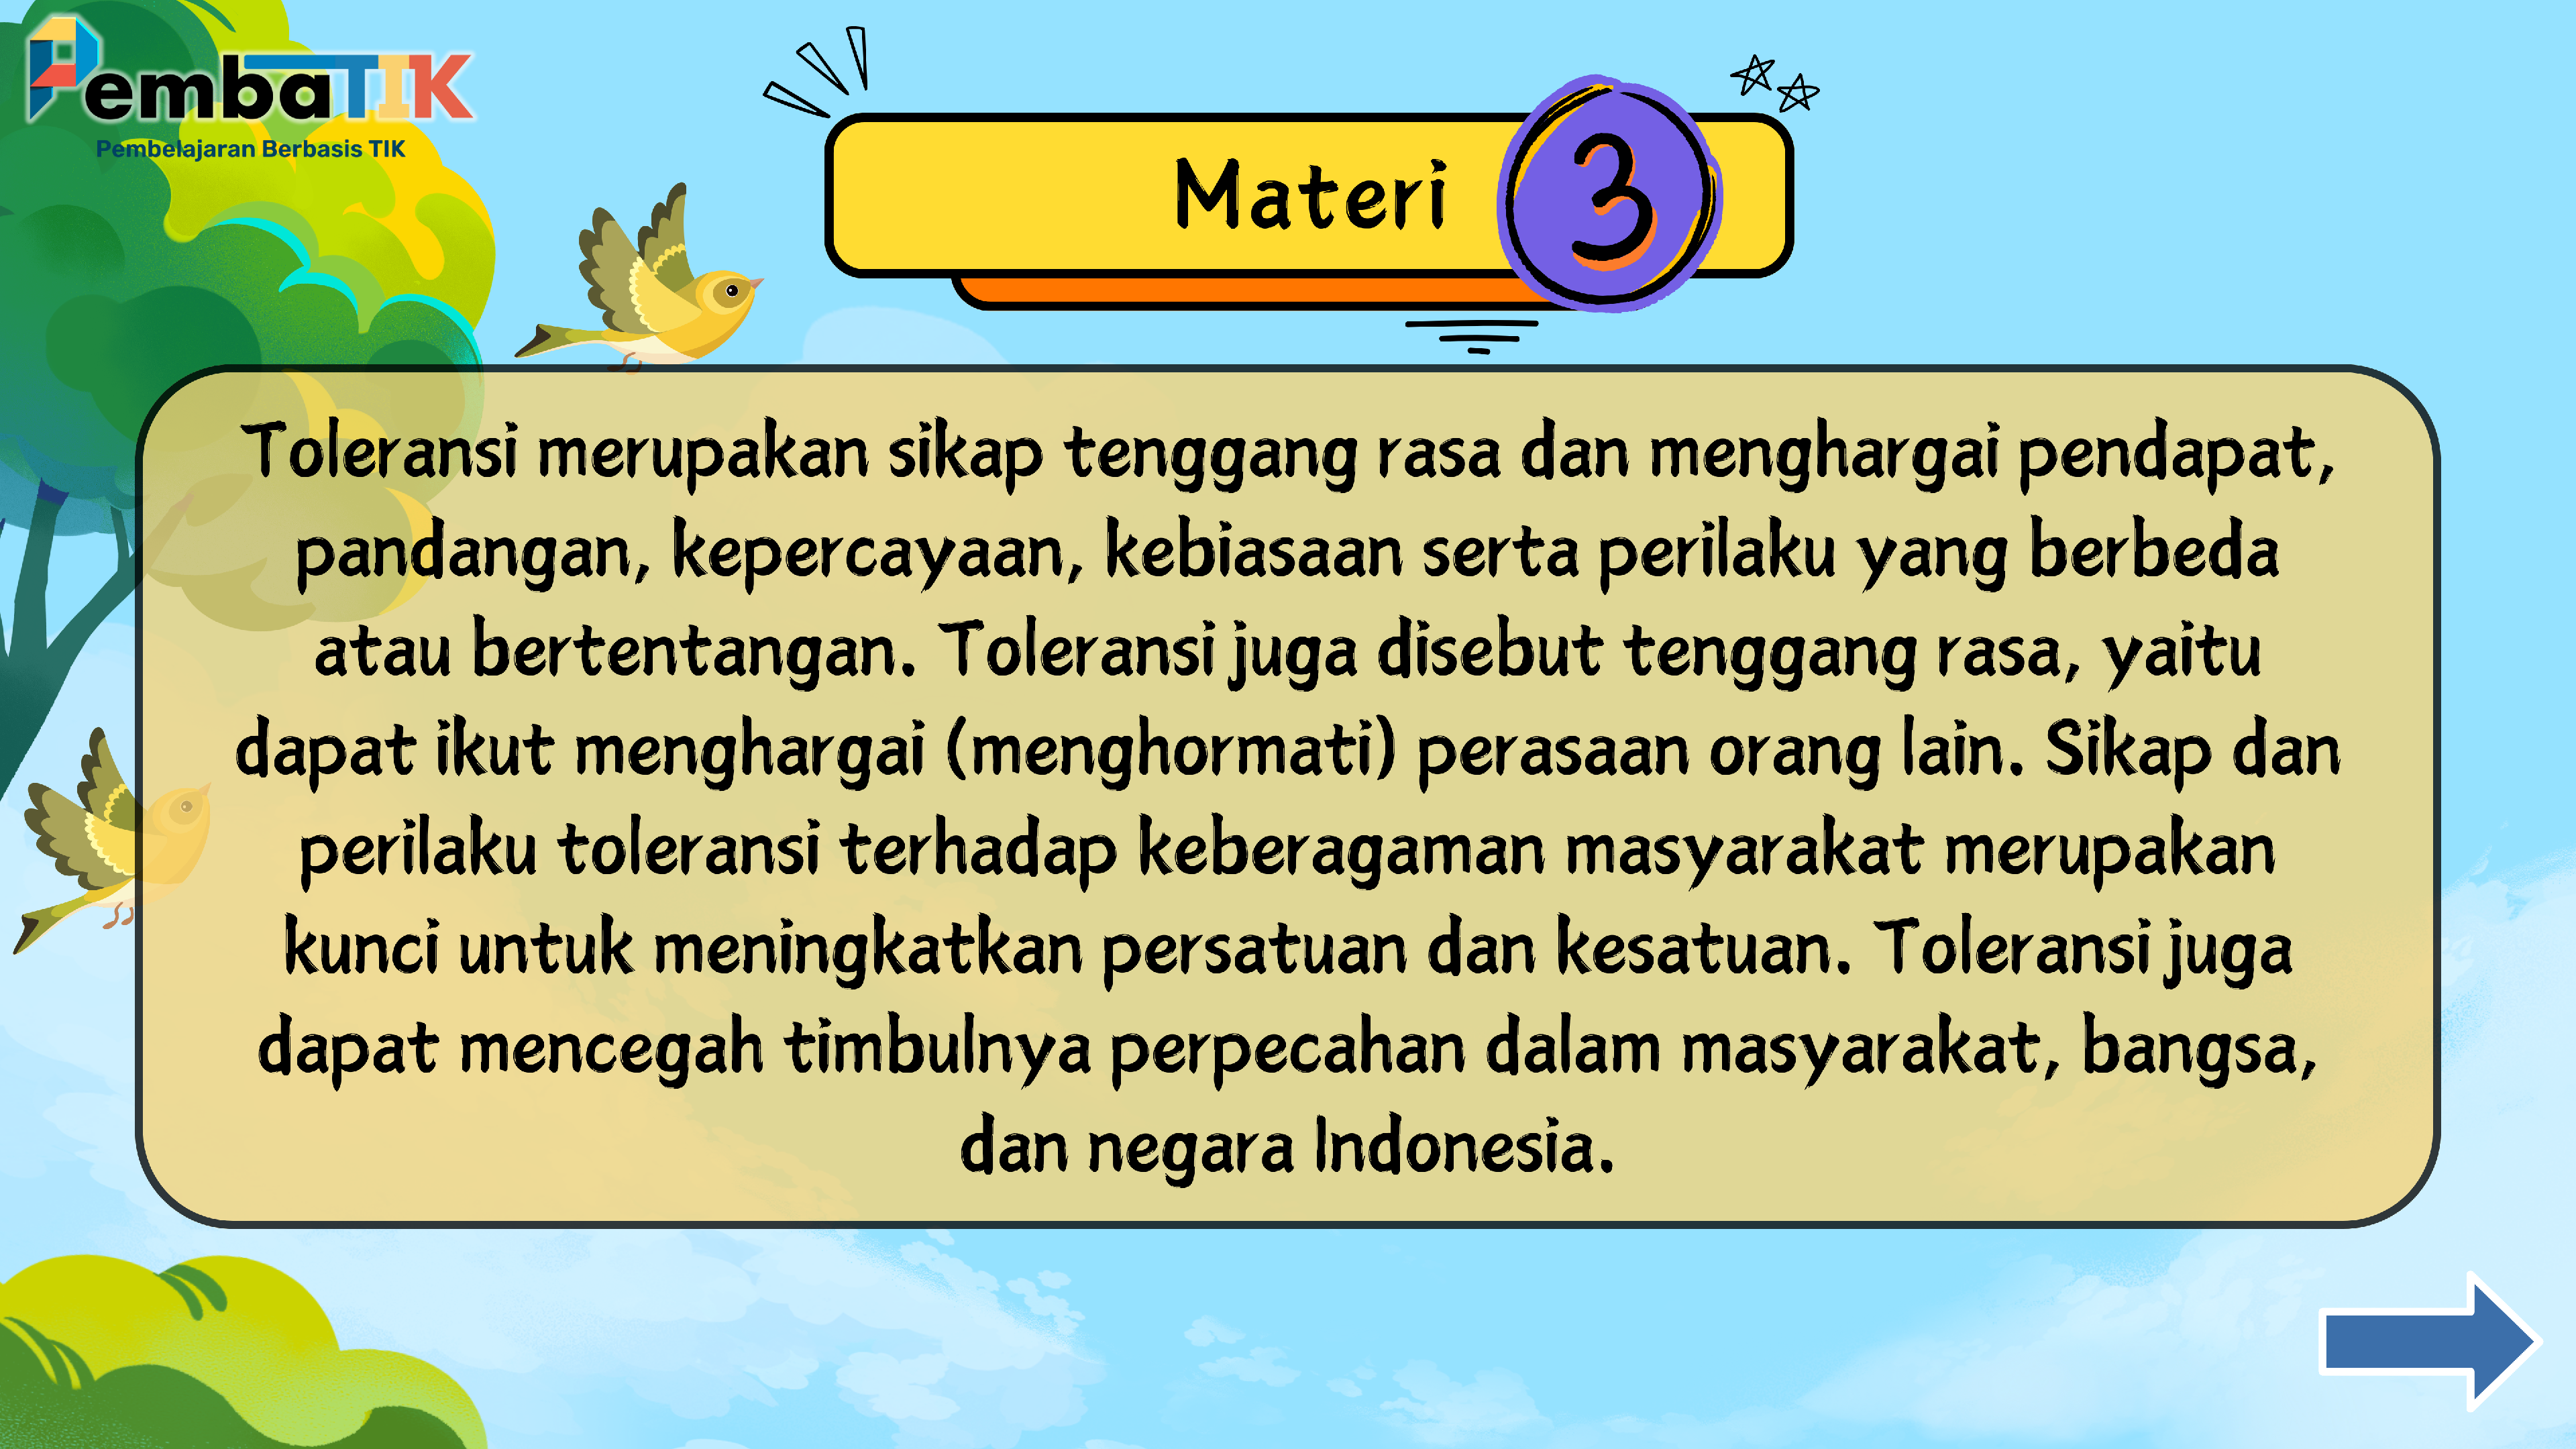 PembaTIK
Pembelajaran Berbasis TIK
Materi 3
Toleransi merupakan sikap tenggang rasa dan menghargai pendapat,
pandangan, kepercayaan, kebiasaan serta perilaku yang berbeda
atau bertentangan. Toleransi juga disebut tenggang rasa, yaitu
dapat ikut menghargai (menghormati) perasaan orang lain. Sikap dan
perilaku toleransi terhadap keberagaman masyarakat merupakan
kunci untuk meningkatkan persatuan dan kesatuan. Toleransi juga
dapat mencegah timbulnya perpecahan dalam masyarakat, bangsa,
dan negara Indonesia.